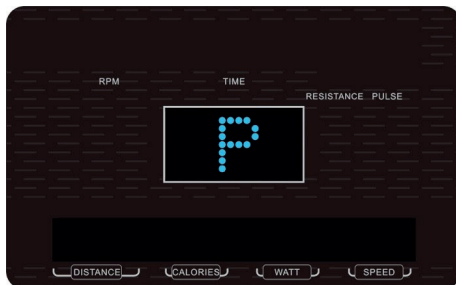 RPM TIME
RESISTANCE PULSE
P
DISTANCE CALORIES WATT SPEED